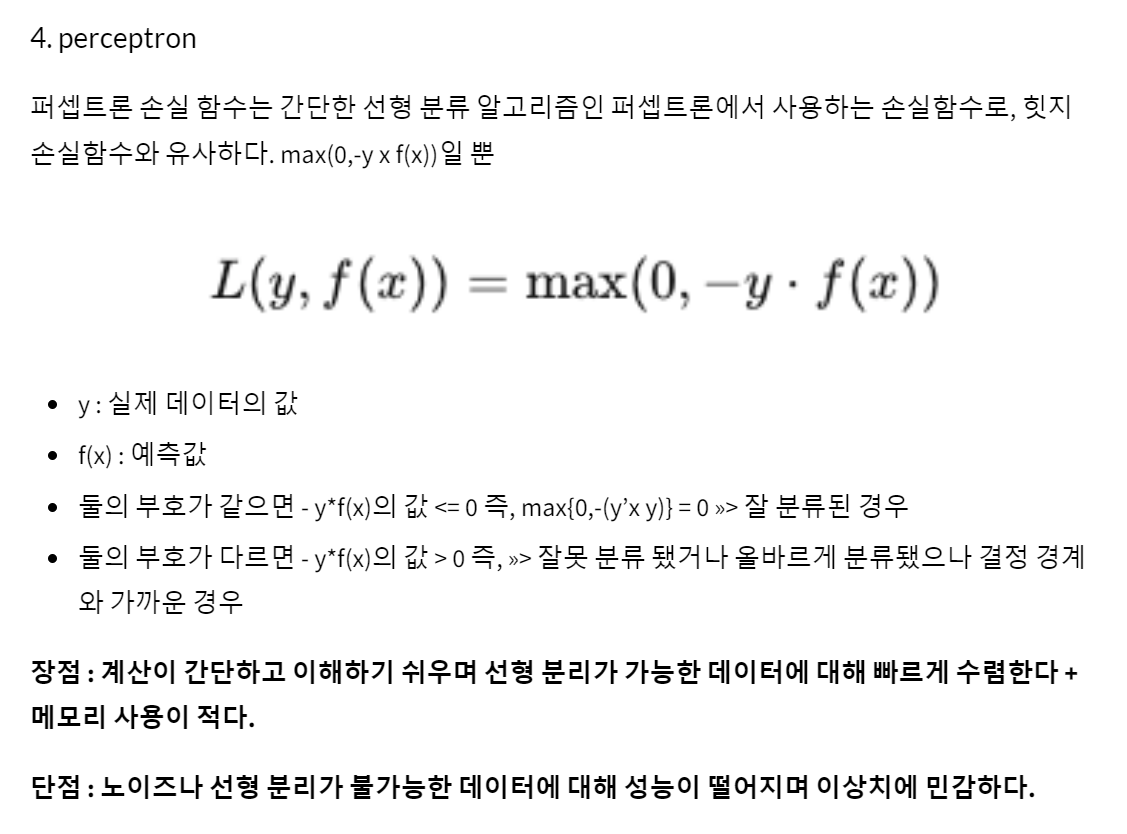 4. perceptron
퍼셉트론 손실 함수는 간단한 선형 분류 알고리즘인 퍼셉트론에서 사용하는 손실함수로, 힛지
손실함수와 유사하다. max(0,-y x f(x))일 뿐
L(y, f(x)) = max(0, −y · f(x))
• y : 실제 데이터의 값
• f(x) : 예측값
• 둘의 부호가 같으면 - y*f(x)의 값 <= 0 즉, max{0,-(y’x y)} = 0 »> 잘 분류된 경우
• 둘의 부호가 다르면 - y*f(x)의 값 > 0 즉, »> 잘못 분류 됐거나 올바르게 분류됐으나 결정 경계
와 가까운 경우
장점 : 계산이 간단하고 이해하기 쉬우며 선형 분리가 가능한 데이터에 대해 빠르게 수렴한다 +
메모리 사용이 적다.
단점 : 노이즈나 선형 분리가 불가능한 데이터에 대해 성능이 떨어지며 이상치에 민감하다.